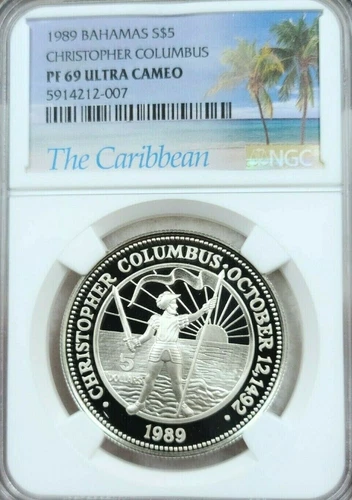 1989 BAHAMAS S$5
CHRISTOPHER COLUMBUS
PF 69 ULTRA CAMEO
5914212-007
NGC
The Caribbean
CHRISTOPHER COLUMBUS·OCTOBER 12, 1492
5
DOLLARS
1989